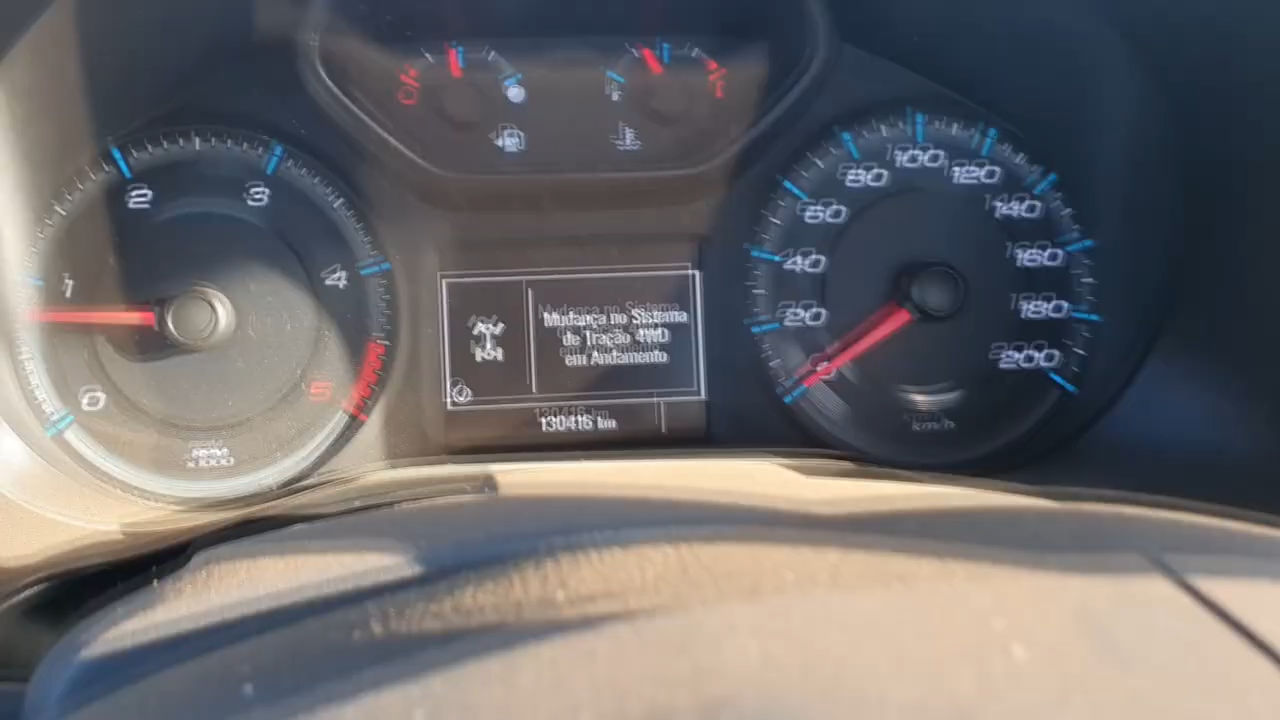 1
2
3
4
5
0
x1000
Mudança no Sistema
de Tração 4WD
em Andamento
130416 km
0
20
40
60
80
100
120
140
160
180
200
km/h